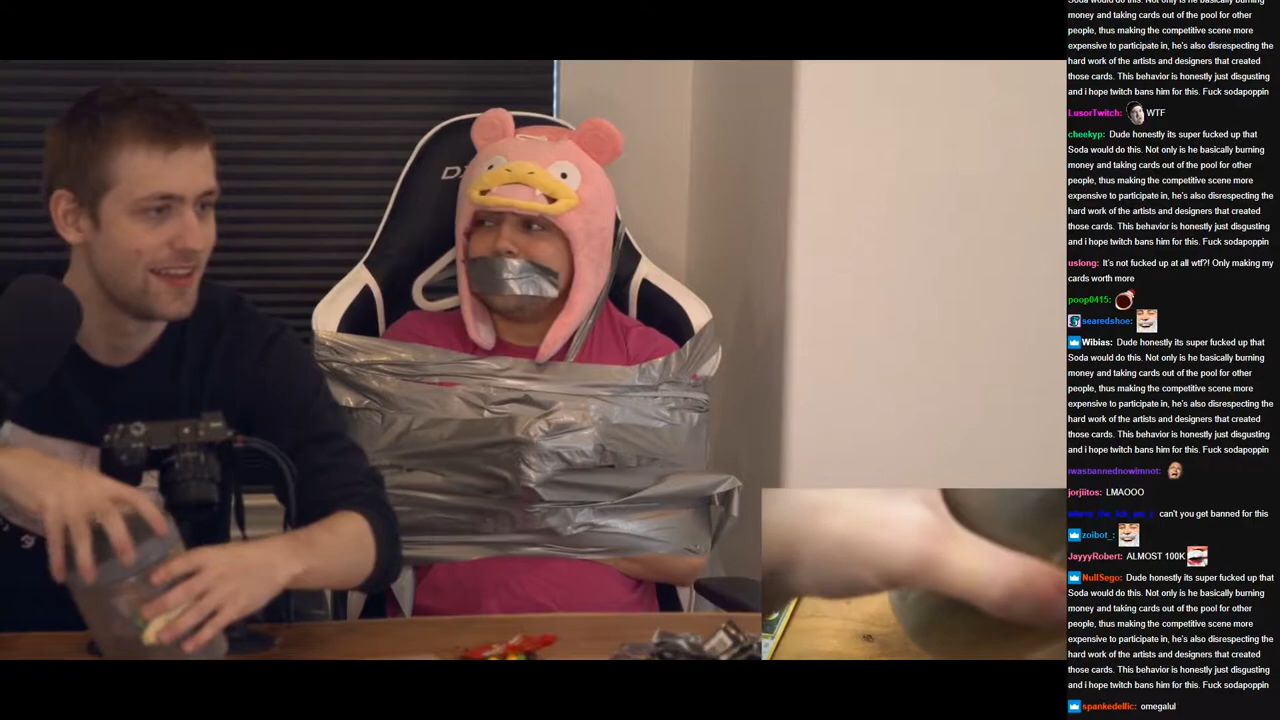 Soda would do this. Not only is he basically burning
money and taking cards out of the pool for other
people, thus making the competitive scene more
expensive to participate in, he's also disrespecting the
hard work of the artists and designers that created
those cards. This behavior is honestly just disgusting
and i hope twitch bans him for this. Fuck sodapoppin
LusorTwitch: WTF
cheekyp: Dude honestly its super fucked up that
Soda would do this. Not only is he basically burning
money and taking cards out of the pool for other
people, thus making the competitive scene more
expensive to participate in, he's also disrespecting the
hard work of the artists and designers that created
those cards. This behavior is honestly just disgusting
and i hope twitch bans him for this. Fuck sodapoppin
uslong: It's not fucked up at all wtf?! Only making my
cards worth more
poop0415:
searedshoe:
Wibias: Dude honestly its super fucked up that
Soda would do this. Not only is he basically burning
money and taking cards out of the pool for other
people, thus making the competitive scene more
expensive to participate in, he's also disrespecting the
hard work of the artists and designers that created
those cards. This behavior is honestly just disgusting
and i hope twitch bans him for this. Fuck sodapoppin
iwasbannednowimnot:
jorjiitos: LMAOOO
can't you get banned for this
zoibot_:
JayyyRobert: ALMOST 100K
NullSego: Dude honestly its super fucked up that
Soda would do this. Not only is he basically burning
money and taking cards out of the pool for other
people, thus making the competitive scene more
expensive to participate in, he's also disrespecting the
hard work of the artists and designers that created
those cards. This behavior is honestly just disgusting
and i hope twitch bans him for this. Fuck sodapoppin
spankedelfic: omegalul